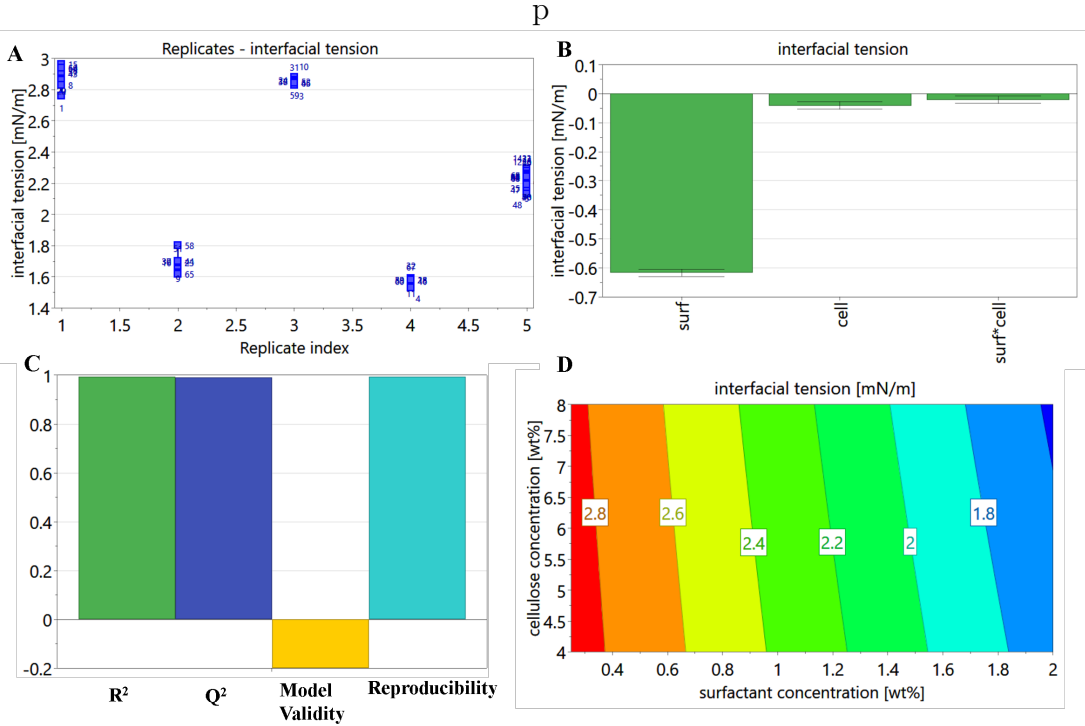 p
A
Replicates - interfacial tension
interfacial tension [mN/m]
3
2.8
2.6
2.4
2.2
2
1.8
1.6
1.4
15
8
1
58
44
65
9
3110
593
22
11
4
48
1 1.5 2 2.5 3 3.5 4 4.5 5
Replicate index
B
interfacial tension
interfacial tension [mN/m]
0.1
0
-0.1
-0.2
-0.3
-0.4
-0.5
-0.6
-0.7
surf
cell
surf*cell
C
1
0.8
0.6
0.4
0.2
0
-0.2
R²
Q²
Model
Validity
Reproducibility
D
interfacial tension [mN/m]
cellulose concentration [wt%]
8
7.5
7
6.5
6
5.5
5
4.5
4
2.8
2.6
2.4
2.2
2
1.8
0.4 0.6 0.8 1 1.2 1.4 1.6 1.8 2
surfactant concentration [wt%]